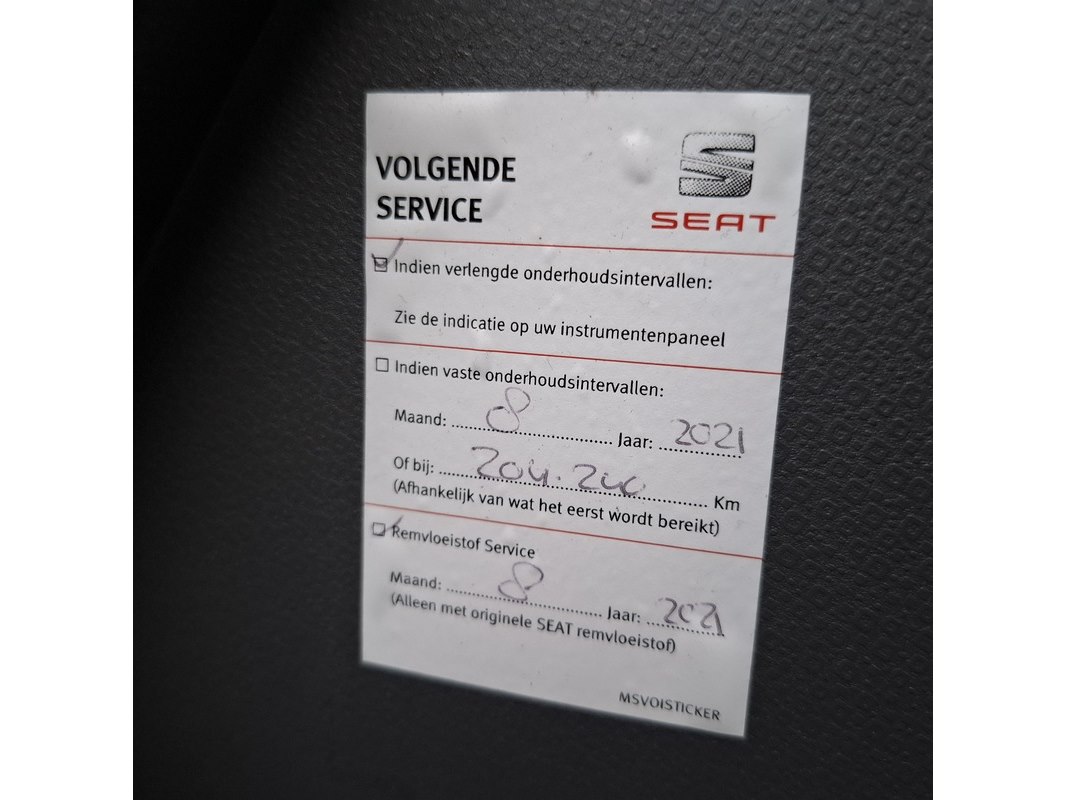 VOLGENDE
SERVICE
SEAT
Indien verlengde onderhoudsintervallen:
Zie de indicatie op uw instrumentenpaneel
Indien vaste onderhoudsintervallen:
Maand: 8 Jaar: 2021
Of bij: 204.240 Km
(Afhankelijk van wat het eerst wordt bereikt)
Remvloeistof Service
Maand: 8 Jaar: 2021
(Alleen met originele SEAT remvloeistof)
MSVOISTICKER